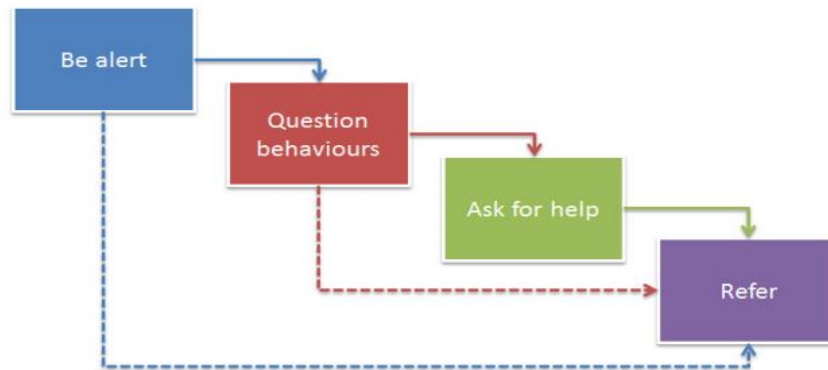 Be alert
Question
behaviours
Ask for help
Refer